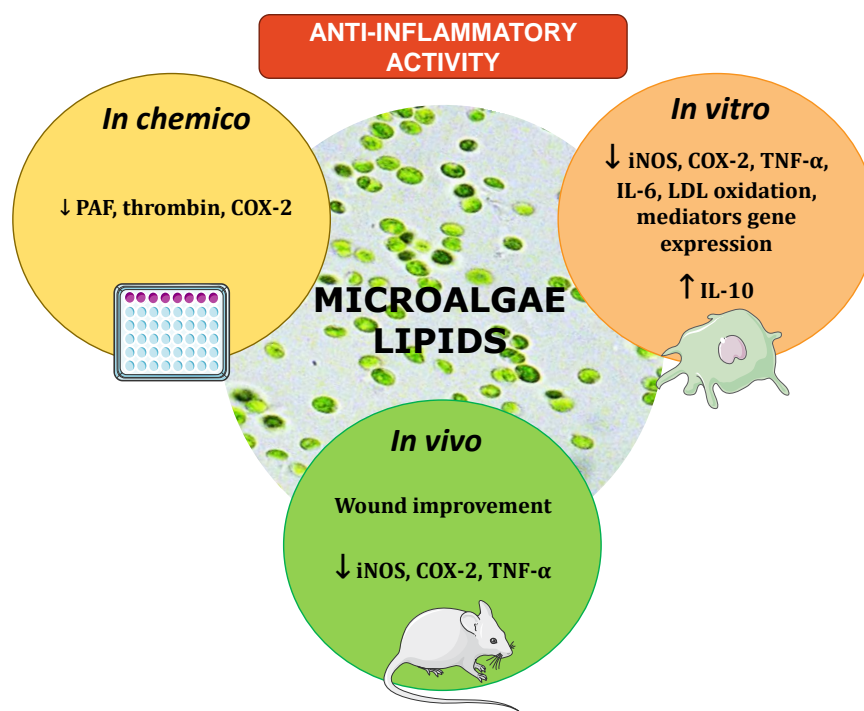 ANTI-INFLAMMATORY
ACTIVITY
In chemico
↓ PAF, thrombin, COX-2
In vitro
↓ iNOS, COX-2, TNF-α,
IL-6, LDL oxidation,
mediators gene
expression
↑ IL-10
MICROALGAE
LIPIDS
In vivo
Wound improvement
↓ iNOS, COX-2, TNF-α